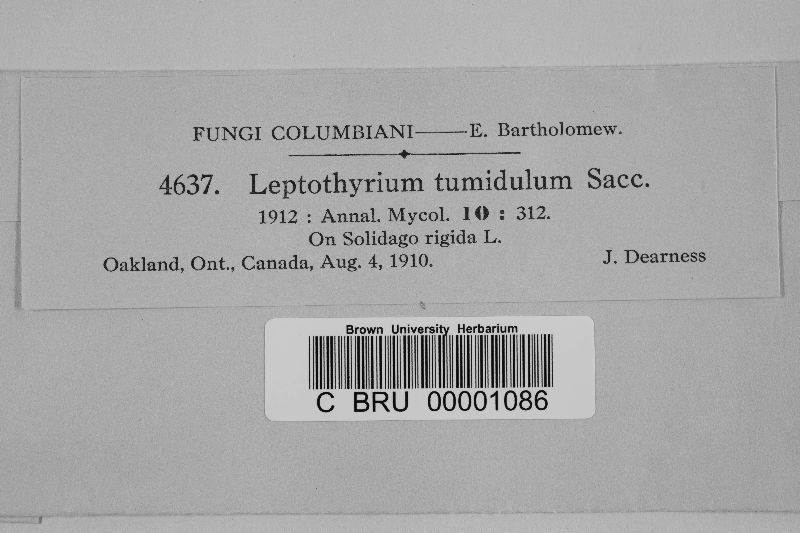 FUNGI COLUMBIANI——E. Bartholomew.
4637. Leptothyrium tumidulum Sacc.
1912 : Annal. Mycol. 10 : 312.
On Solidago rigida L.
Oakland, Ont., Canada, Aug. 4, 1910. J. Dearness
Brown University Herbarium
C BRU 00001086